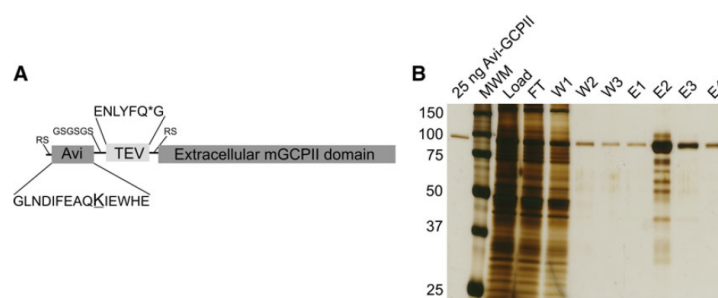 A
ENLYFQ*G
RS
GSGSGS
RS
Avi
TEV
Extracellular mGCPII domain
GLNDIFEAQKIEWHE
B
25 ng Avi-GCPII
MWM
Load
FT
W1
W2
W3
E1
E2
E3
150
100
75
50
37
25